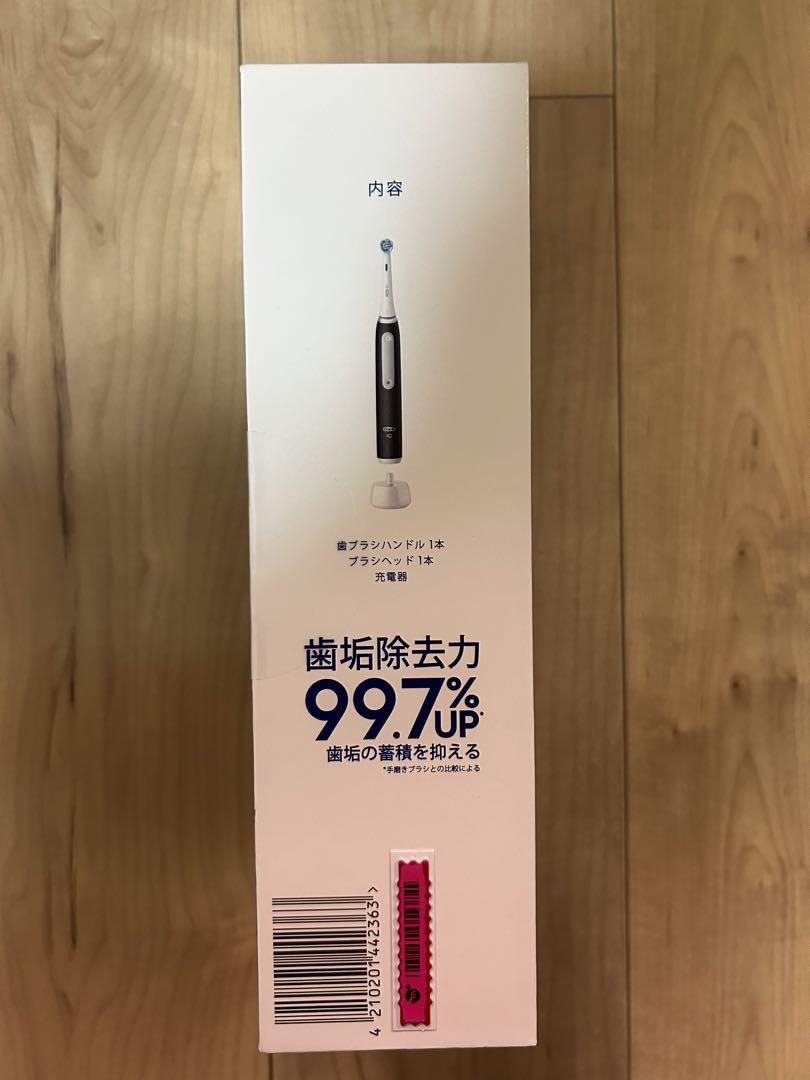 内容
iO
歯ブラシハンドル 1本
ブラシヘッド 1本
充電器
歯垢除去力
99.7%UP*
歯垢の蓄積を抑える
*手磨きブラシとの比較による
4 210201 442363 >